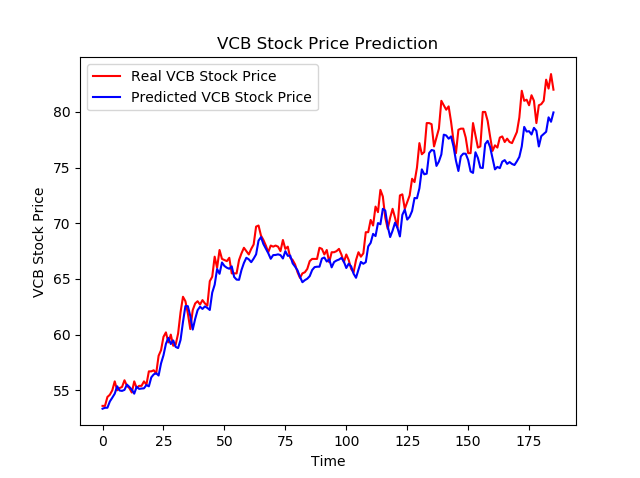 VCB Stock Price Prediction
Real VCB Stock Price
Predicted VCB Stock Price
VCB Stock Price
80
75
70
65
60
55
0 25 50 75 100 125 150 175
Time